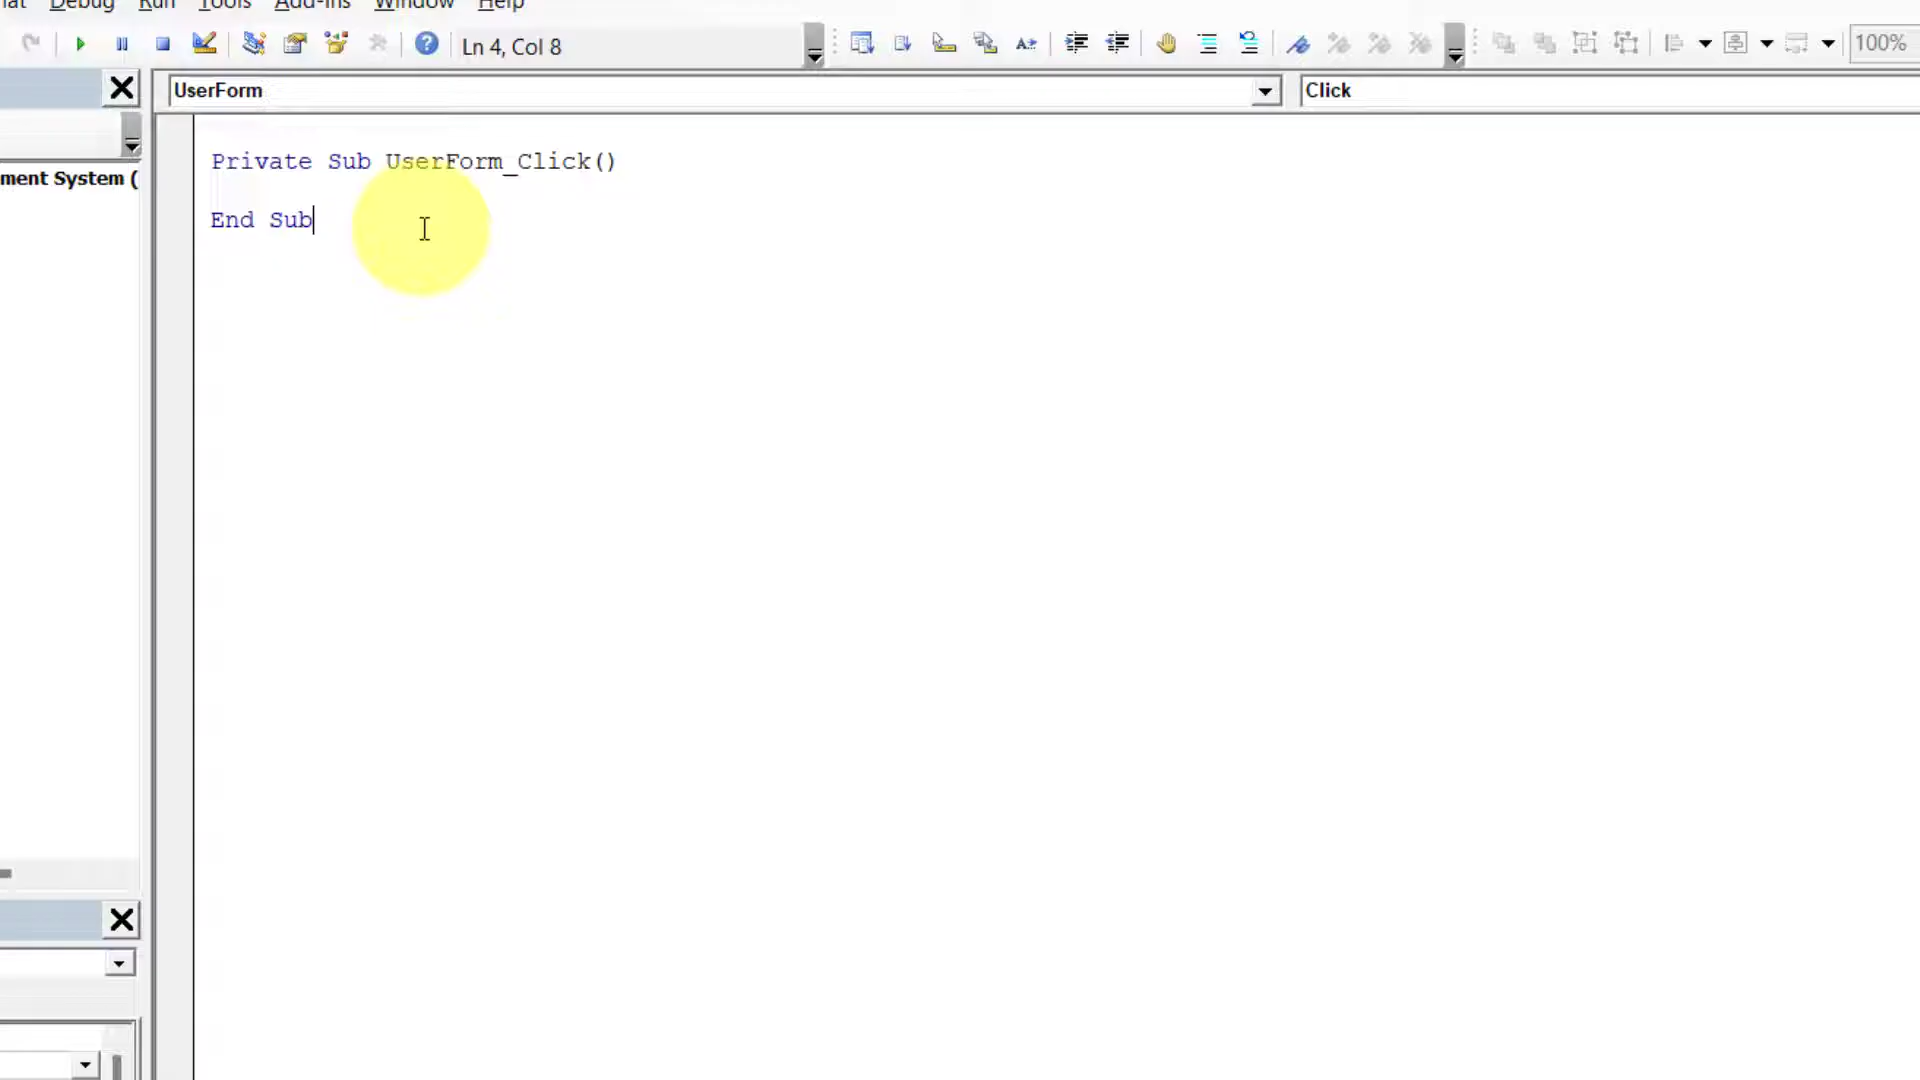 Debug Run Tools Add-Ins Window Help
Ln 4, Col 8
100%
UserForm
Click
ment System (
Private Sub UserForm_Click()
End Sub